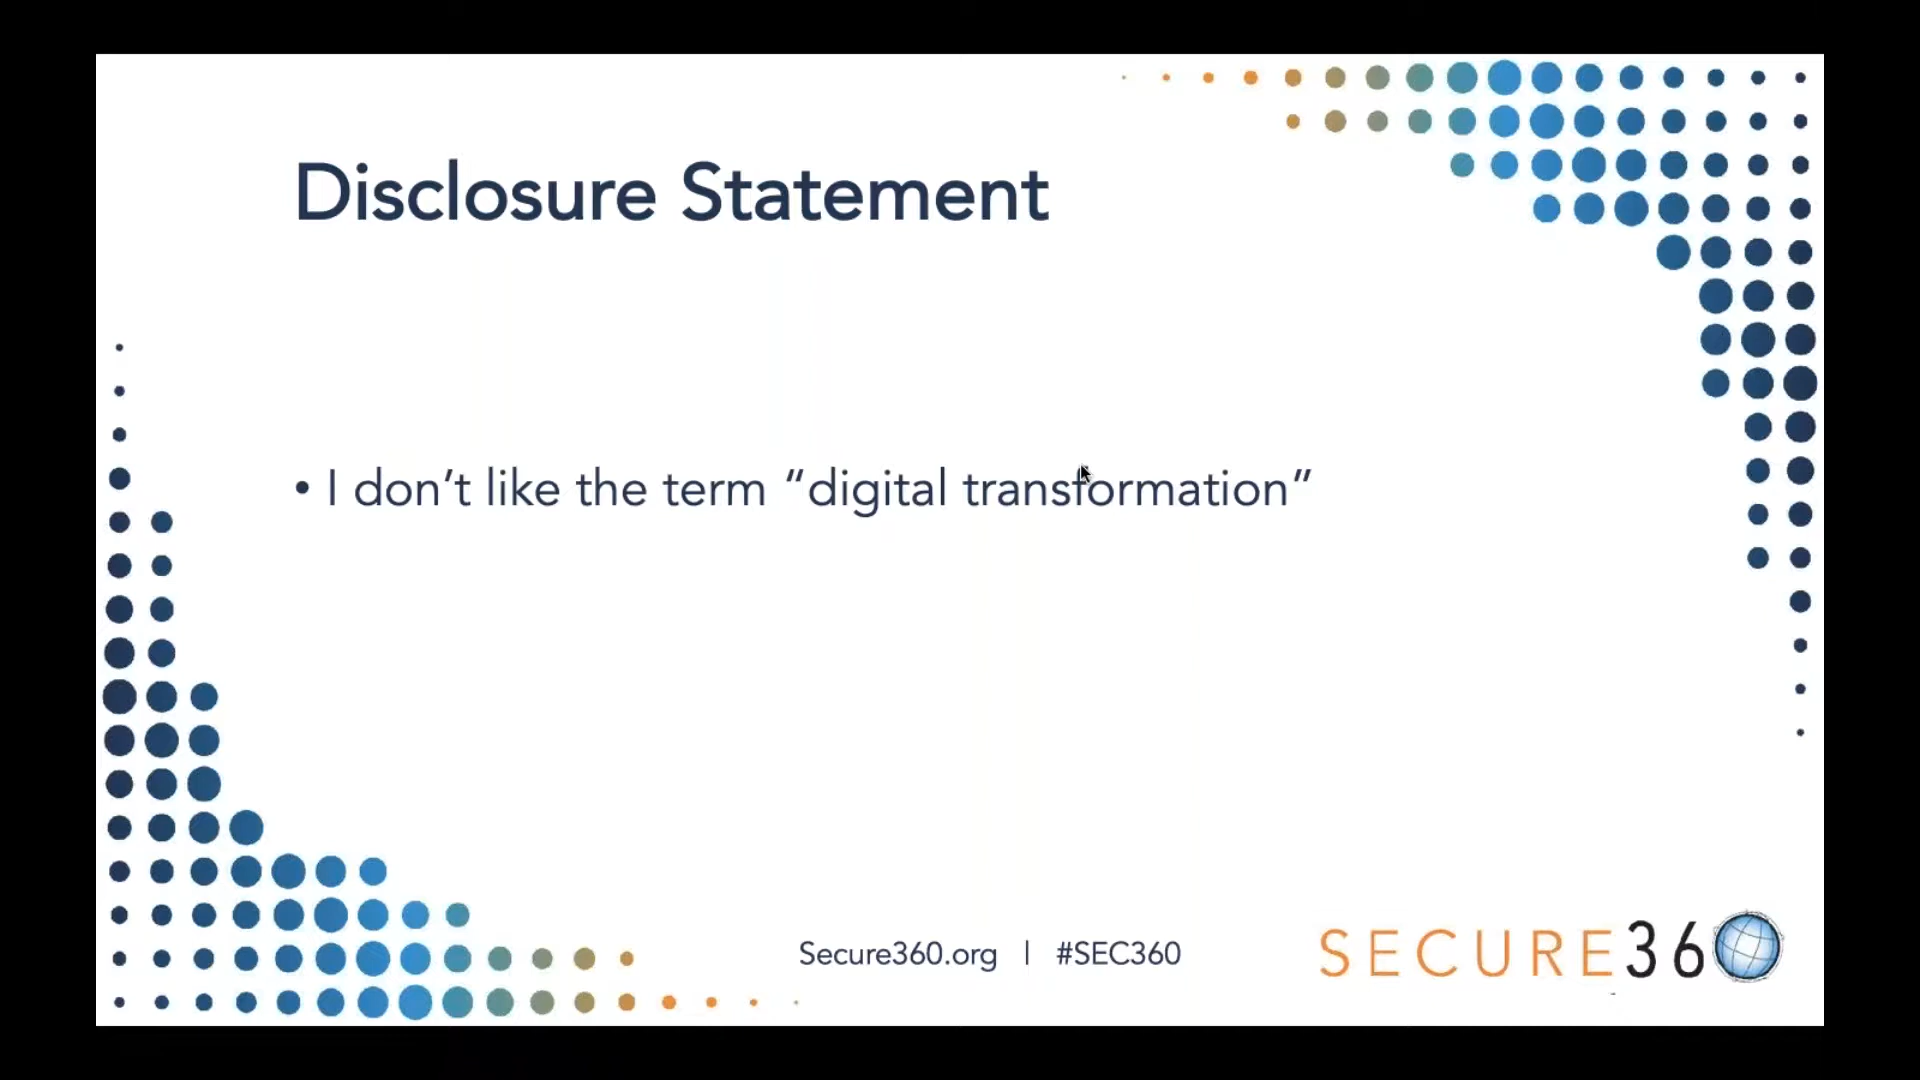 Disclosure Statement
• I don’t like the term “digital transformation”
Secure360.org | #SEC360
SECURE360